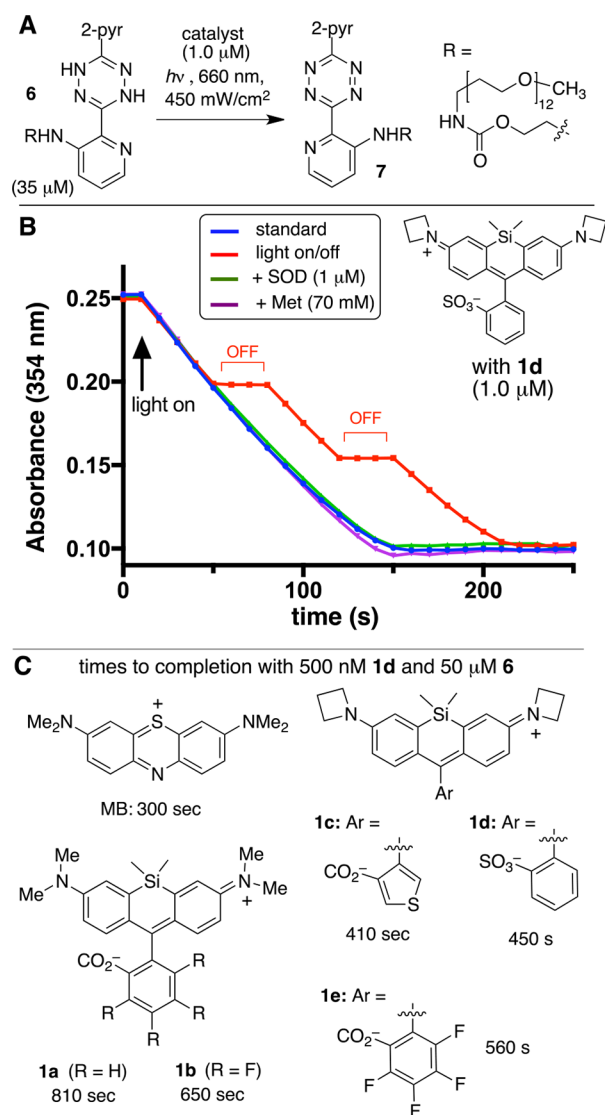 A
2-pyr
HN
N
N
NH
6
RHN
N
(35 μM)
catalyst
(1.0 μM)
hν , 660 nm,
450 mW/cm²
2-pyr
N
N
N
N
NHR
N
7
R =
O
CH₃
12
NH
O
O
B
standard
light on/off
+ SOD (1 μM)
+ Met (70 mM)
N
+
Si
N
SO₃⁻
with 1d
(1.0 μM)
OFF
OFF
light on
Absorbance (354 nm)
0.25
0.20
0.15
0.10
0
100
200
time (s)
C
times to completion with 500 nM 1d and 50 μM 6
Me₂N
+
S
NMe₂
N
MB: 300 sec
N
Si
N
+
Ar
1c: Ar =
CO₂⁻
S
410 sec
1d: Ar =
SO₃⁻
450 s
Me
Me
N
Si
Me
N
Me
+
CO₂⁻
R
R
R
R
1a (R = H)
810 sec
1b (R = F)
650 sec
1e: Ar =
CO₂⁻
F
F
F
F
560 s